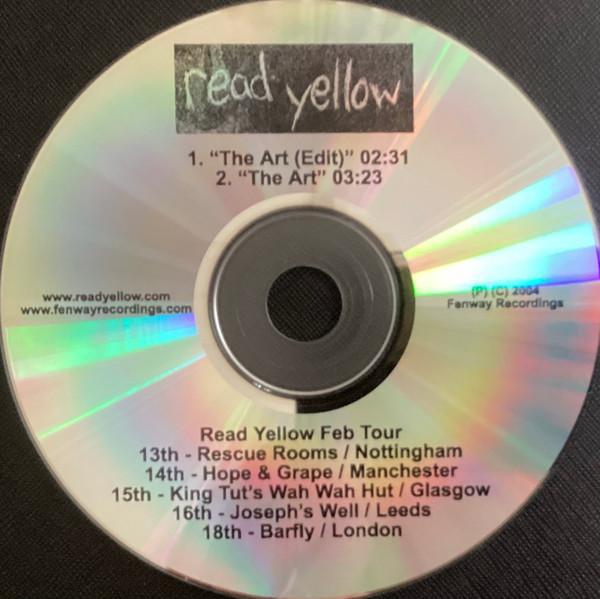 read yellow
1. "The Art (Edit)" 02:31
2. "The Art" 03:23
www.readyellow.com
www.fenwayrecordings.com
(P) (C) 2004
Fenway Recordings
Read Yellow Feb Tour
13th - Rescue Rooms / Nottingham
14th - Hope & Grape / Manchester
15th - King Tut's Wah Wah Hut / Glasgow
16th - Joseph's Well / Leeds
18th - Barfly / London